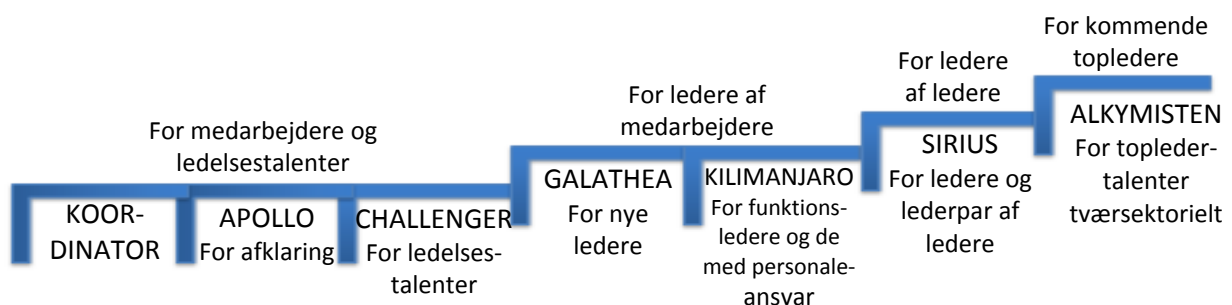 For medarbejdere og
ledelsestalenter
KOOR-
DINATOR
APOLLO
For afklaring
CHALLENGER
For ledelses-
talenter
For ledere af
medarbejdere
GALATHEA
For nye
ledere
KILIMANJARO
For funktions-
ledere og de
med personale-
ansvar
For ledere
af ledere
SIRIUS
For ledere og
lederpar af
ledere
For kommende
topledere
ALKYMISTEN
For topleder-
talenter
tværsektorielt